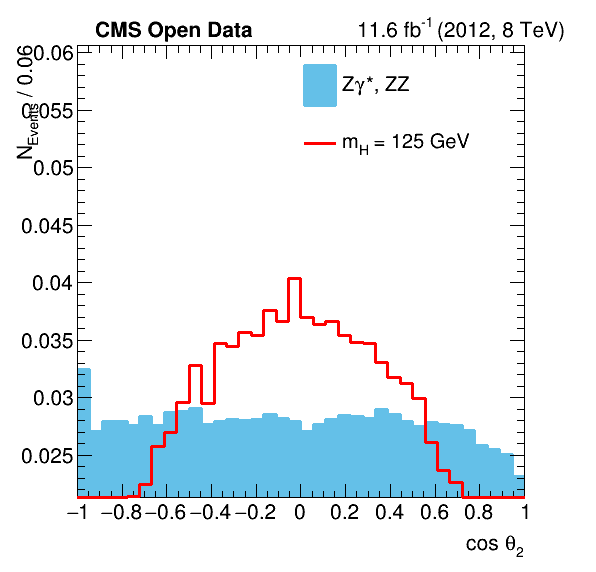 CMS Open Data
11.6 fb⁻¹ (2012, 8 TeV)
N_Events / 0.06
0.06
0.055
0.05
0.045
0.04
0.035
0.03
0.025
Zγ*, ZZ
m_H = 125 GeV
−1 −0.8 −0.6 −0.4 −0.2 0 0.2 0.4 0.6 0.8 1
cos θ₂